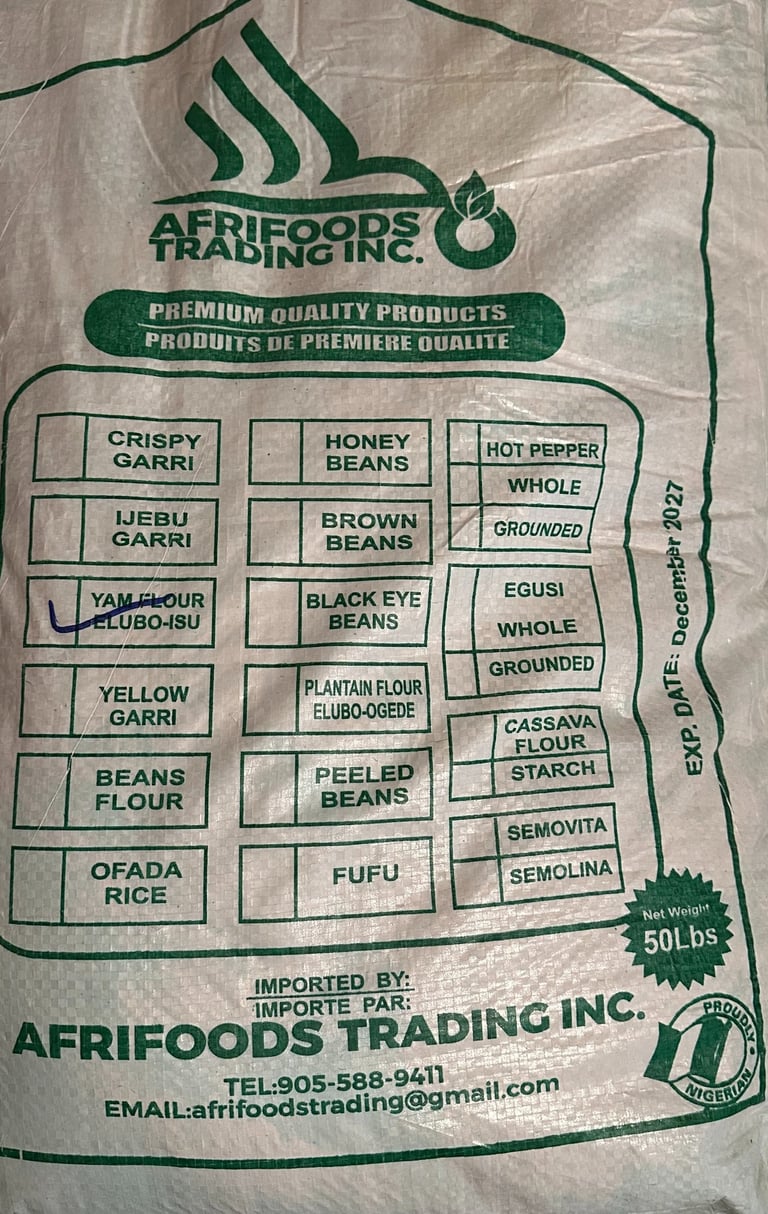 AFRIFOODS
TRADING INC.
PREMIUM QUALITY PRODUCTS
PRODUITS DE PREMIERE QUALITE
CRISPY
GARRI
IJEBU
GARRI
YAM FLOUR
ELUBO-ISU
YELLOW
GARRI
BEANS
FLOUR
OFADA
RICE
HONEY
BEANS
BROWN
BEANS
BLACK EYE
BEANS
PLANTAIN FLOUR
ELUBO-OGEDE
PEELED
BEANS
FUFU
HOT PEPPER
WHOLE
GROUNDED
EGUSI
WHOLE
GROUNDED
CASSAVA
FLOUR
STARCH
SEMOVITA
SEMOLINA
EXP. DATE: December 2027
Net Weight
50Lbs
IMPORTED BY:
IMPORTE PAR:
AFRIFOODS TRADING INC.
TEL:905-588-9411
EMAIL:afrifoodstrading@gmail.com
PROUDLY
NIGERIAN